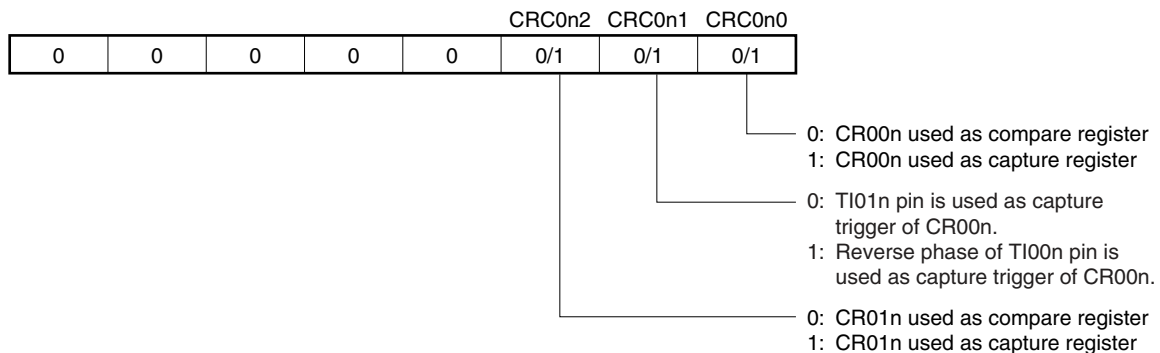 CRC0n2 CRC0n1 CRC0n0
0 0 0 0 0 0/1 0/1 0/1
0: CR00n used as compare register
1: CR00n used as capture register
0: TI01n pin is used as capture
trigger of CR00n.
1: Reverse phase of TI00n pin is
used as capture trigger of CR00n.
0: CR01n used as compare register
1: CR01n used as capture register